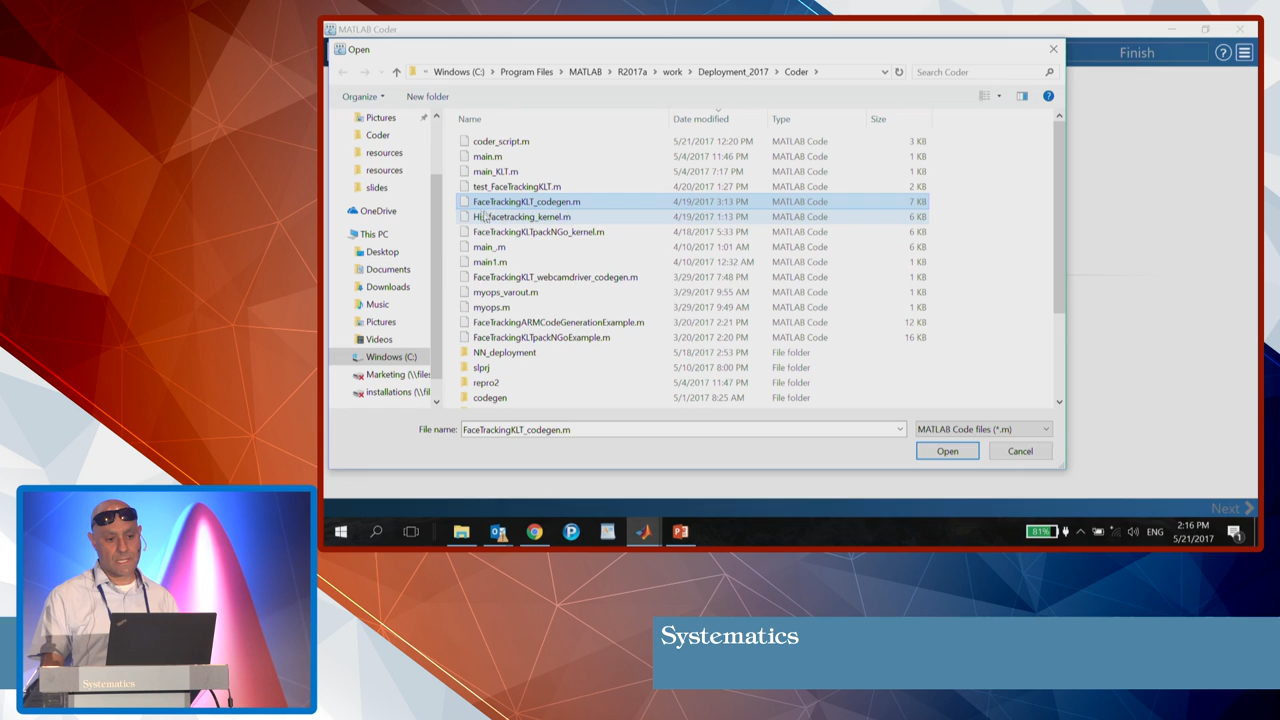 MATLAB Coder
Finish
?
Open
Windows (C:) > Program Files > MATLAB > R2017a > work > Deployment_2017 > Coder >
Search Coder
Organize
New folder
?
Name
Date modified
Type
Size
Pictures
Coder
resources
resources
slides
OneDrive
This PC
Desktop
Documents
Downloads
Music
Pictures
Videos
Windows (C:)
Marketing (\\files
installations (\\fil
coder_script.m 5/21/2017 12:20 PM MATLAB Code 3 KB
main.m 5/4/2017 11:46 PM MATLAB Code 1 KB
main_KLT.m 5/4/2017 7:17 PM MATLAB Code 1 KB
test_FaceTrackingKLT.m 4/20/2017 1:27 PM MATLAB Code 2 KB
FaceTrackingKLT_codegen.m 4/19/2017 3:13 PM MATLAB Code 7 KB
facetracking_kernel.m 4/19/2017 1:13 PM MATLAB Code 6 KB
FaceTrackingKLTpackNGo_kernel.m 4/18/2017 5:33 PM MATLAB Code 6 KB
main_.m 4/10/2017 1:01 AM MATLAB Code 6 KB
main1.m 4/10/2017 12:32 AM MATLAB Code 1 KB
FaceTrackingKLT_webcamdriver_codegen.m 3/29/2017 7:48 PM MATLAB Code 1 KB
myops_varout.m 3/29/2017 9:55 AM MATLAB Code 1 KB
myops.m 3/29/2017 9:49 AM MATLAB Code 1 KB
FaceTrackingARMCodeGenerationExample.m 3/20/2017 2:21 PM MATLAB Code 12 KB
FaceTrackingKLTpackNGoExample.m 3/20/2017 2:20 PM MATLAB Code 16 KB
NN_deployment 5/18/2017 2:53 PM File folder
slprj 5/10/2017 8:00 PM File folder
repro2 5/4/2017 11:47 PM File folder
codegen 5/1/2017 8:25 AM File folder
File name: FaceTrackingKLT_codegen.m
MATLAB Code files (*.m)
Open
Cancel
Next
81%
ENG
2:16 PM
5/21/2017
1
Systematics
Systematics